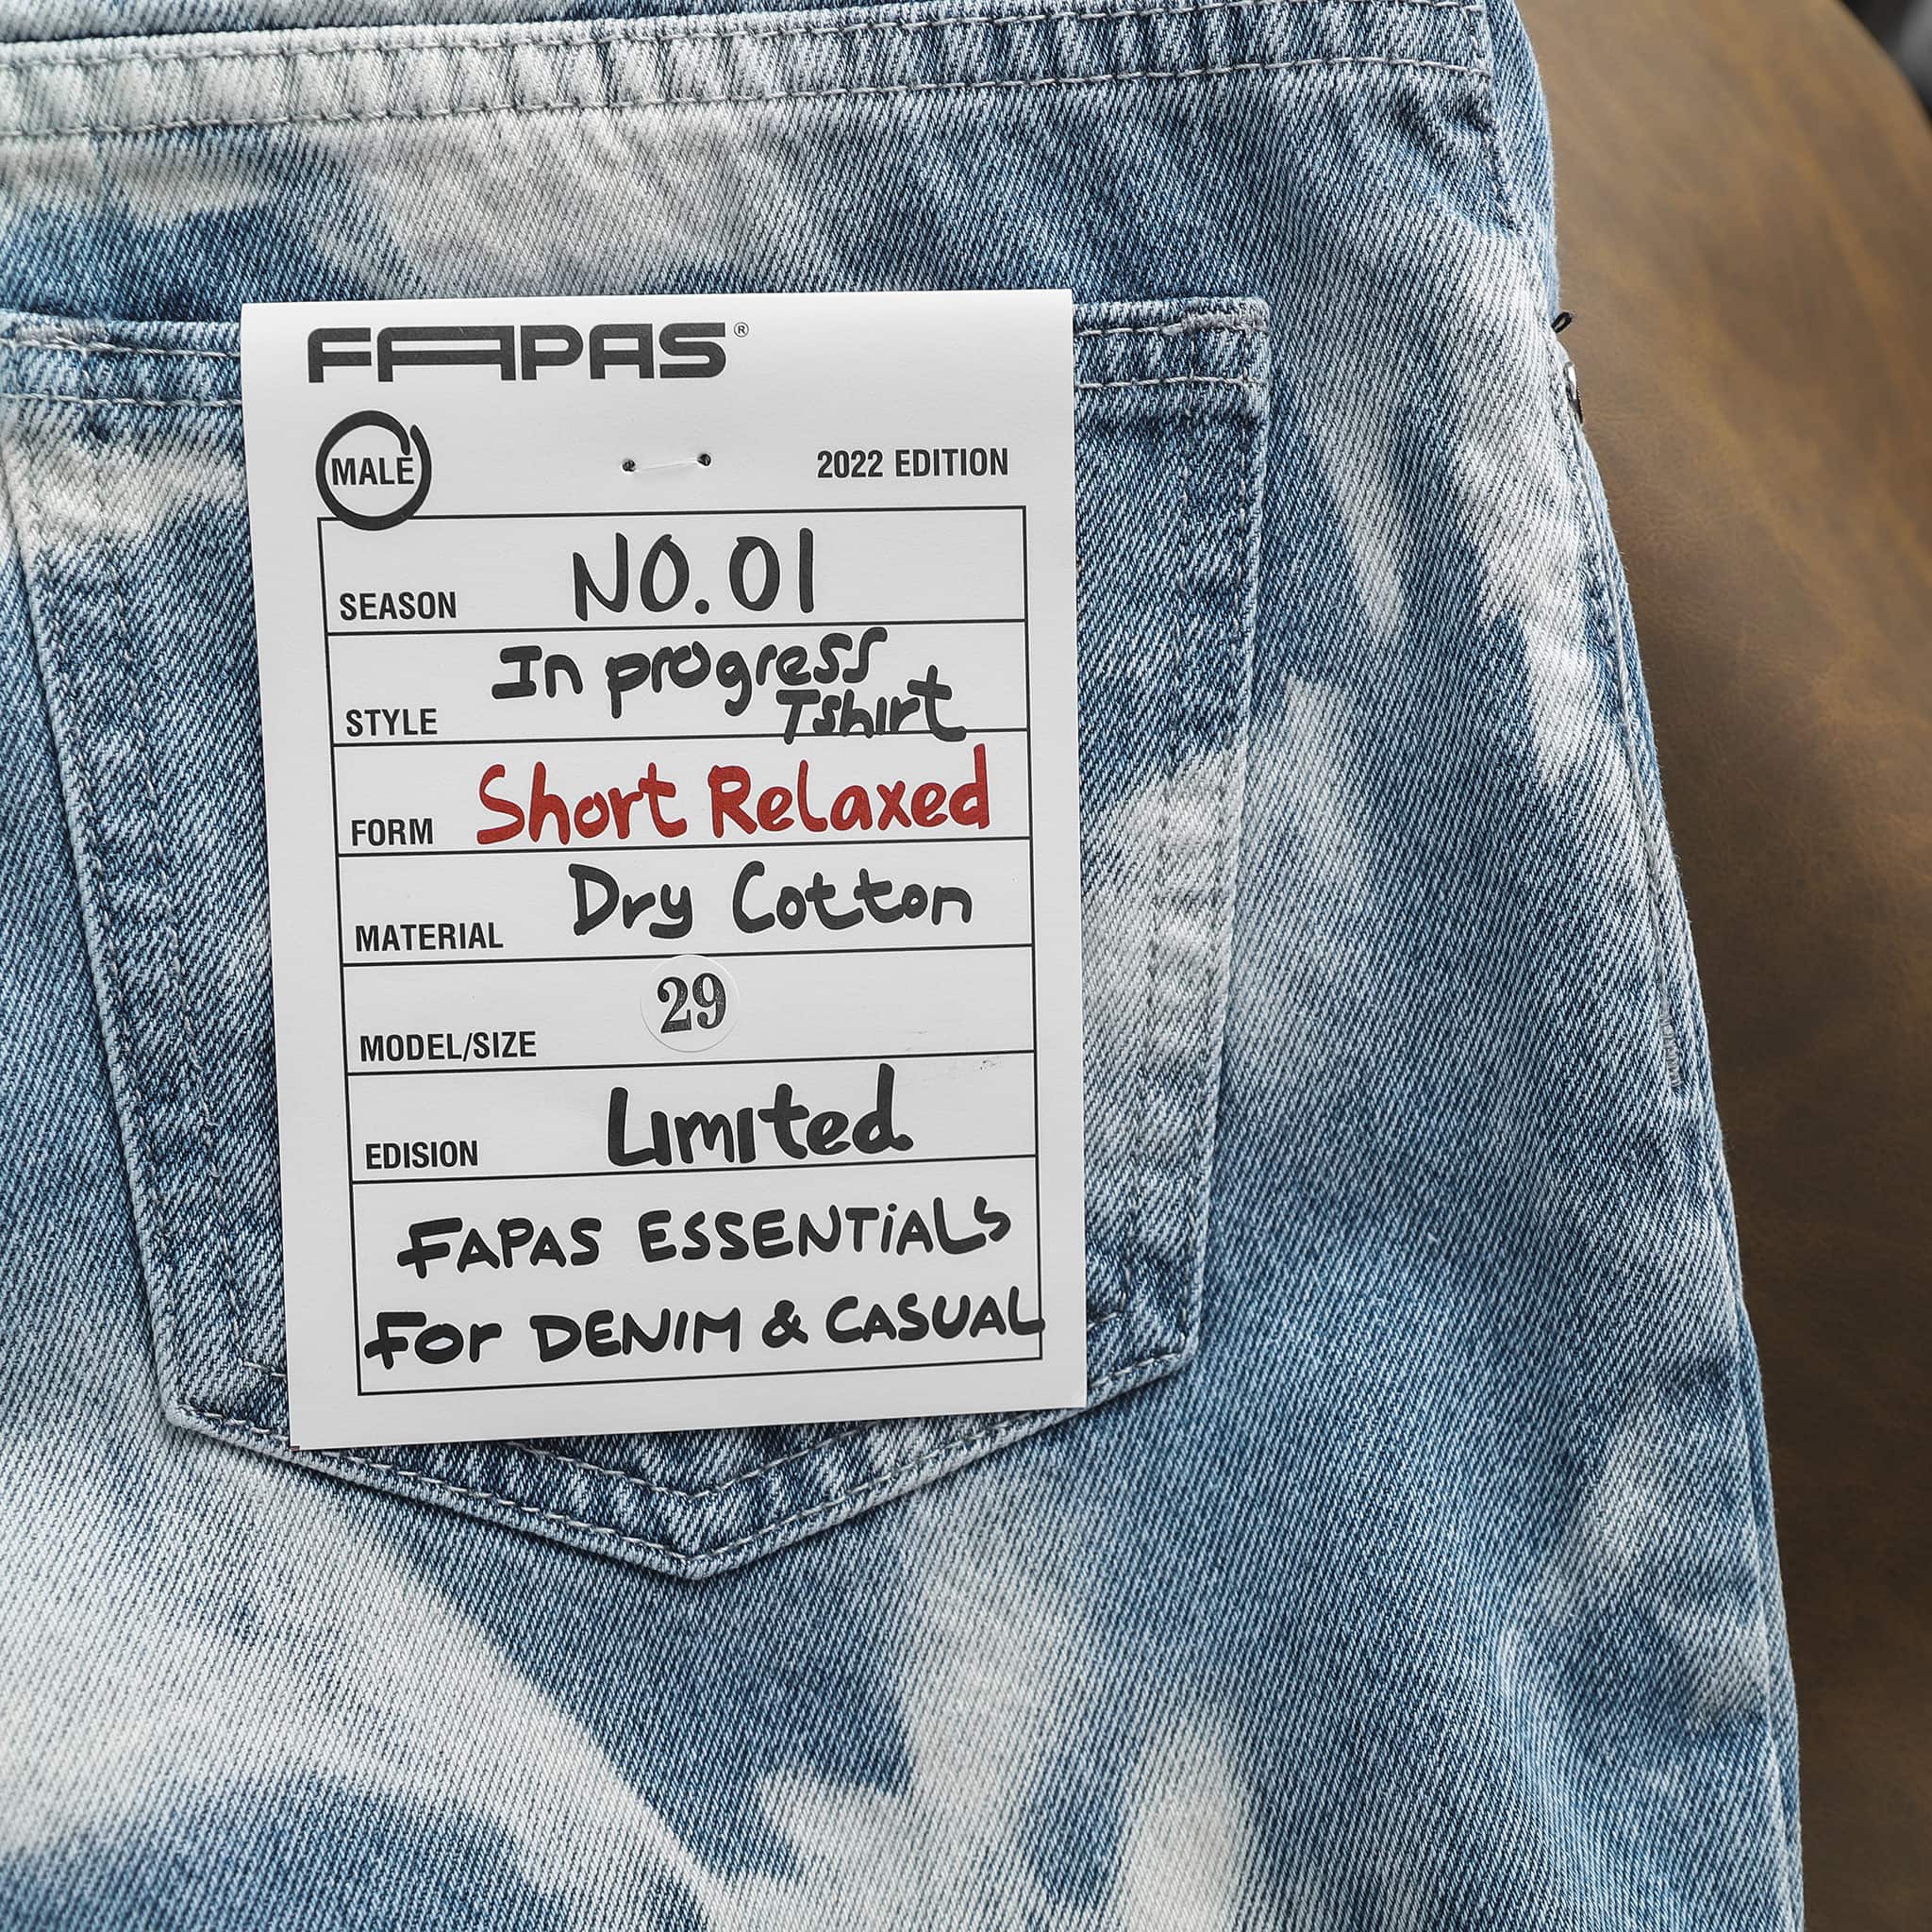 FAPAS®
MALE
2022 EDITION
SEASON NO.01
In progress
STYLE Tshirt
FORM Short Relaxed
MATERIAL Dry Cotton
MODEL/SIZE 29
EDISION Limited
FAPAS ESSENTiALS
For DENIM & CASUAL